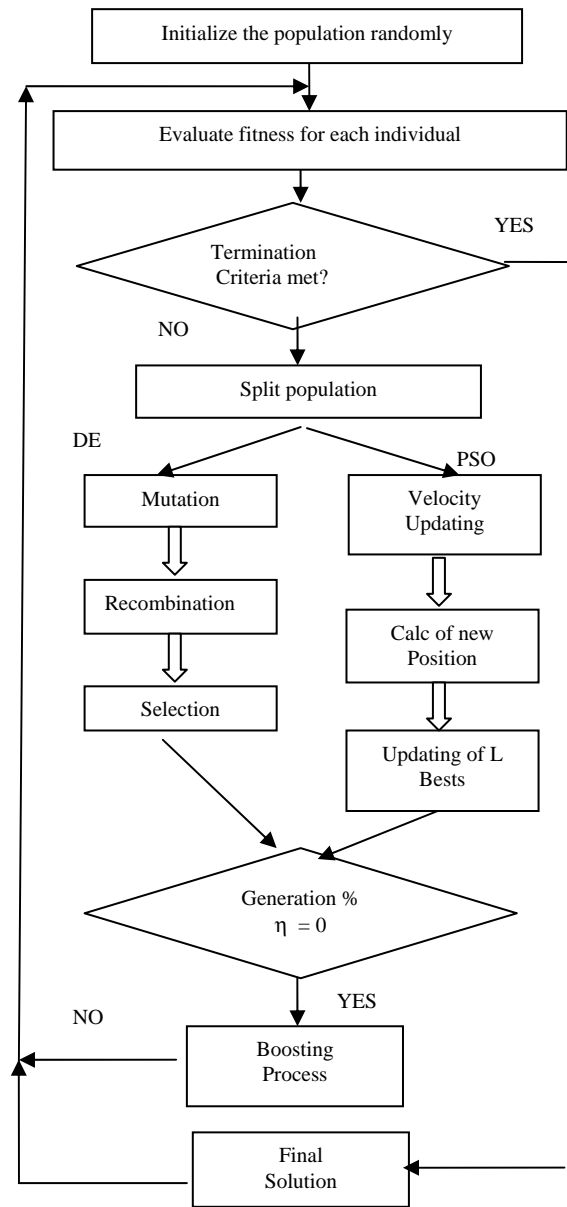 Initialize the population randomly
Evaluate fitness for each individual
YES
Termination
Criteria met?
NO
Split population
DE
PSO
Mutation
Velocity
Updating
Recombination
Calc of new
Position
Selection
Updating of L
Bests
Generation %
η = 0
YES
NO
Boosting
Process
Final
Solution